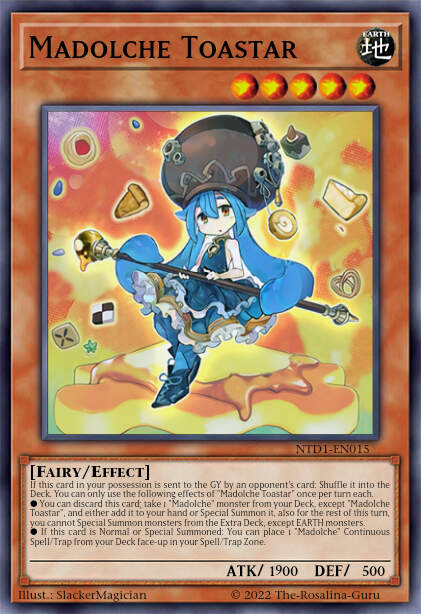 MADOLCHE TOASTAR
EARTH
地
NTD1-EN015
[FAIRY/EFFECT]
If this card in your possession is sent to the GY by an opponent's card: Shuffle it into the
Deck. You can only use the following effects of "Madolche Toastar" once per turn each.
● You can discard this card; take 1 "Madolche" monster from your Deck, except "Madolche
Toastar", and either add it to your hand or Special Summon it, also for the rest of this turn,
you cannot Special Summon monsters from the Extra Deck, except EARTH monsters.
● If this card is Normal or Special Summoned: You can place 1 "Madolche" Continuous
Spell/Trap from your Deck face-up in your Spell/Trap Zone.
ATK/ 1900 DEF/ 500
Illust.: SlackerMagician © 2022 The-Rosalina-Guru